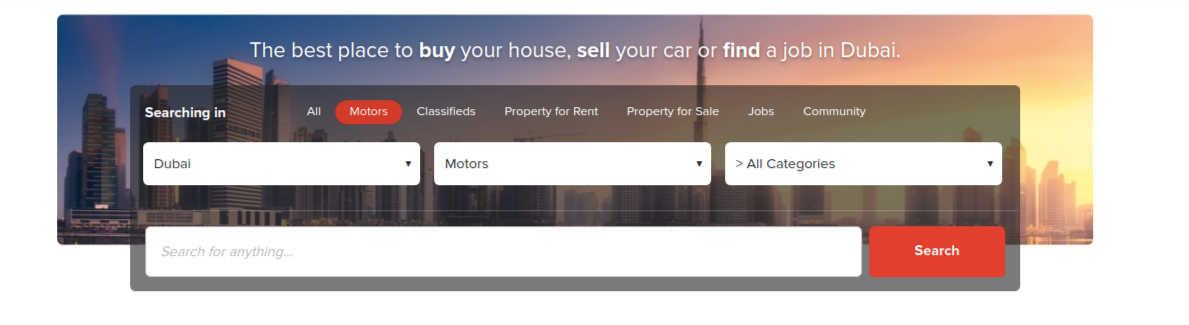 The best place to buy your house, sell your car or find a job in Dubai.
Searching in All Motors Classifieds Property for Rent Property for Sale Jobs Community
Dubai Motors > All Categories
Search for anything... Search